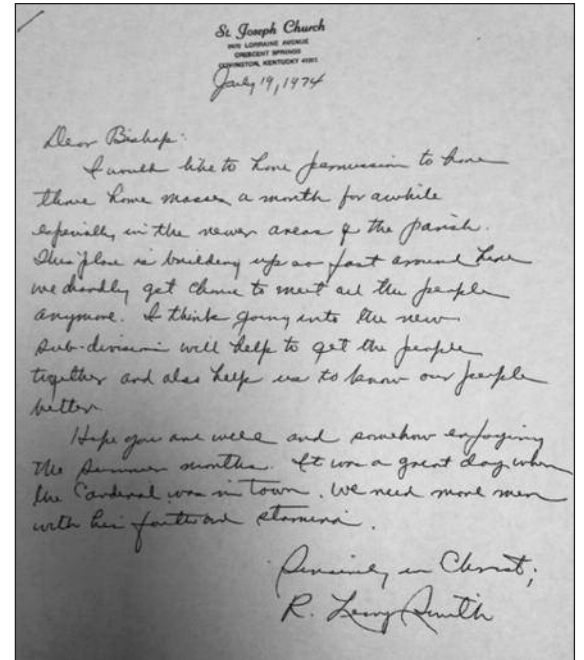 St. Joseph Church
LORRAINE AVENUE
CRESCENT SPRINGS
COVINGTON, KENTUCKY
July 19, 1974
Dear Bishop:
I would like to have permission to have
three home masses a month for awhile
especially in the newer areas of the parish.
This place is building up so fast around here
we hardly get chance to meet all the people
anymore. I think going into the new
sub-division will help to get the people
together and also help us to know our people
better.
Hope you are well and somehow enjoying
the summer months. It was a great day when
the Cardinal was in town. We need more men
with his faith and stamina.
Sincerely in Christ,
R. Leroy Smith